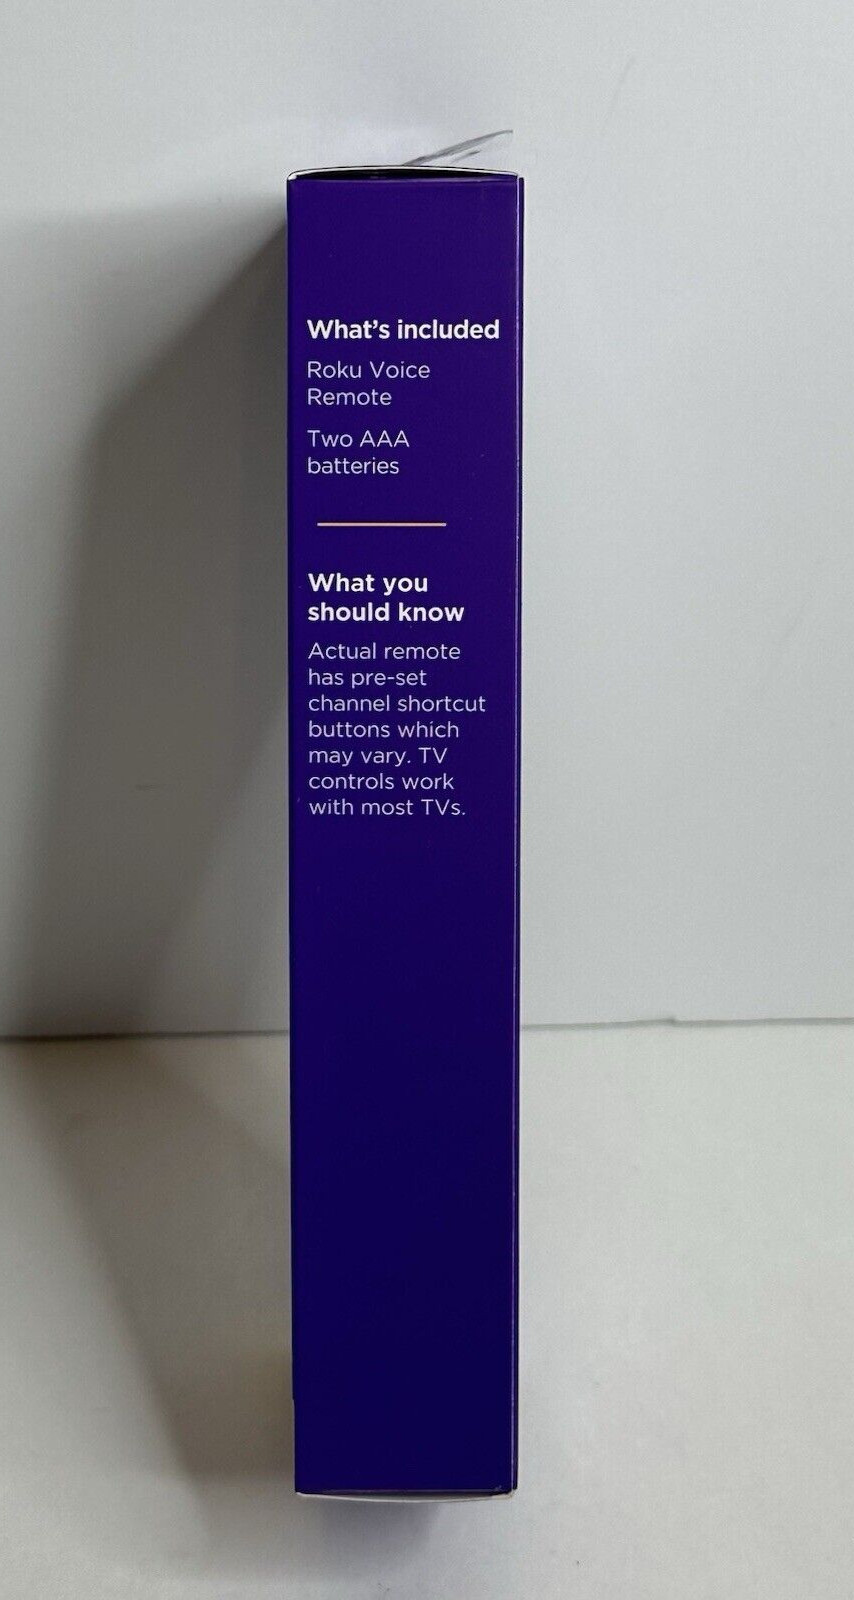 What's included
Roku Voice
Remote
Two AAA
batteries
What you
should know
Actual remote
has pre-set
channel shortcut
buttons which
may vary. TV
controls work
with most TVs.